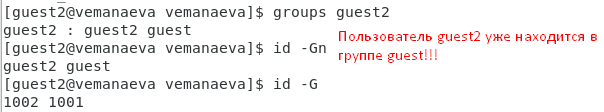 [guest2@vemanaeva vemanaeva]$ groups guest2
guest2 : guest2 guest
Пользователь guest2 уже находится в
группе guest!!!
[guest2@vemanaeva vemanaeva]$ id -Gn
guest2 guest
[guest2@vemanaeva vemanaeva]$ id -G
1002 1001